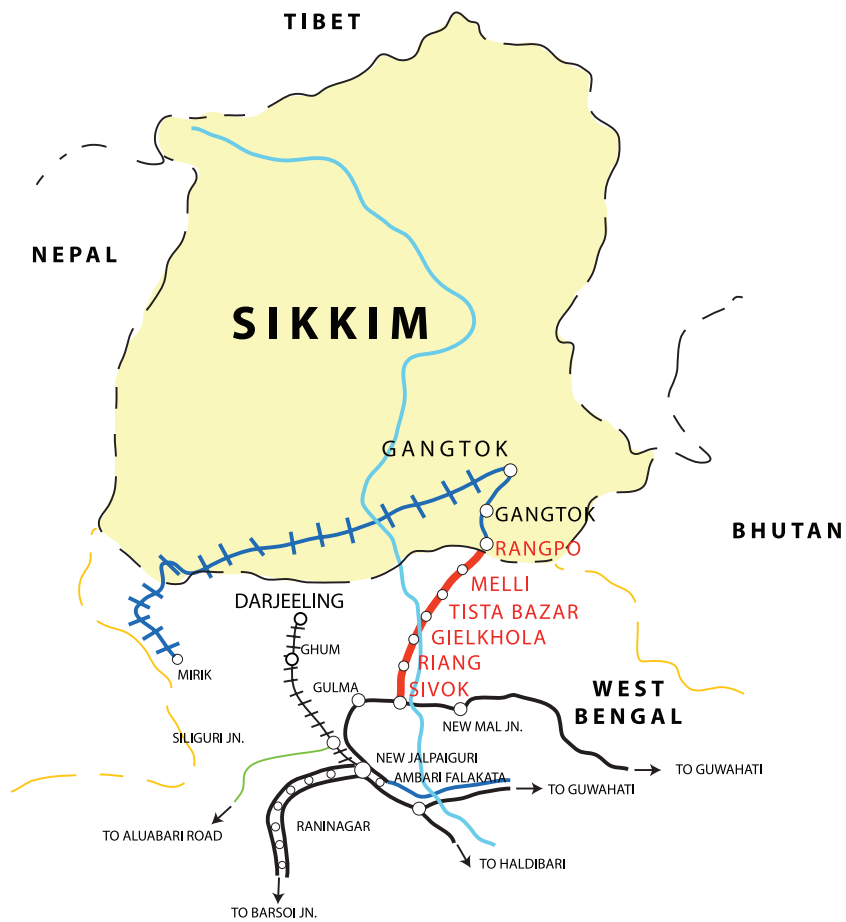 TIBET
NEPAL
SIKKIM
GANGTOK
GANGTOK
BHUTAN
RANGPO
MELLI
DARJEELING
TISTA BAZAR
GIELKHOLA
GHUM
RIANG
MIRIK
GULMA
SIVOK
WEST
BENGAL
NEW MAL JN.
SILIGURI JN.
NEW JALPAIGURI
TO GUWAHATI
AMBARI FALAKATA
TO GUWAHATI
RANINAGAR
TO ALUABARI ROAD
TO HALDIBARI
TO BARSOI JN.